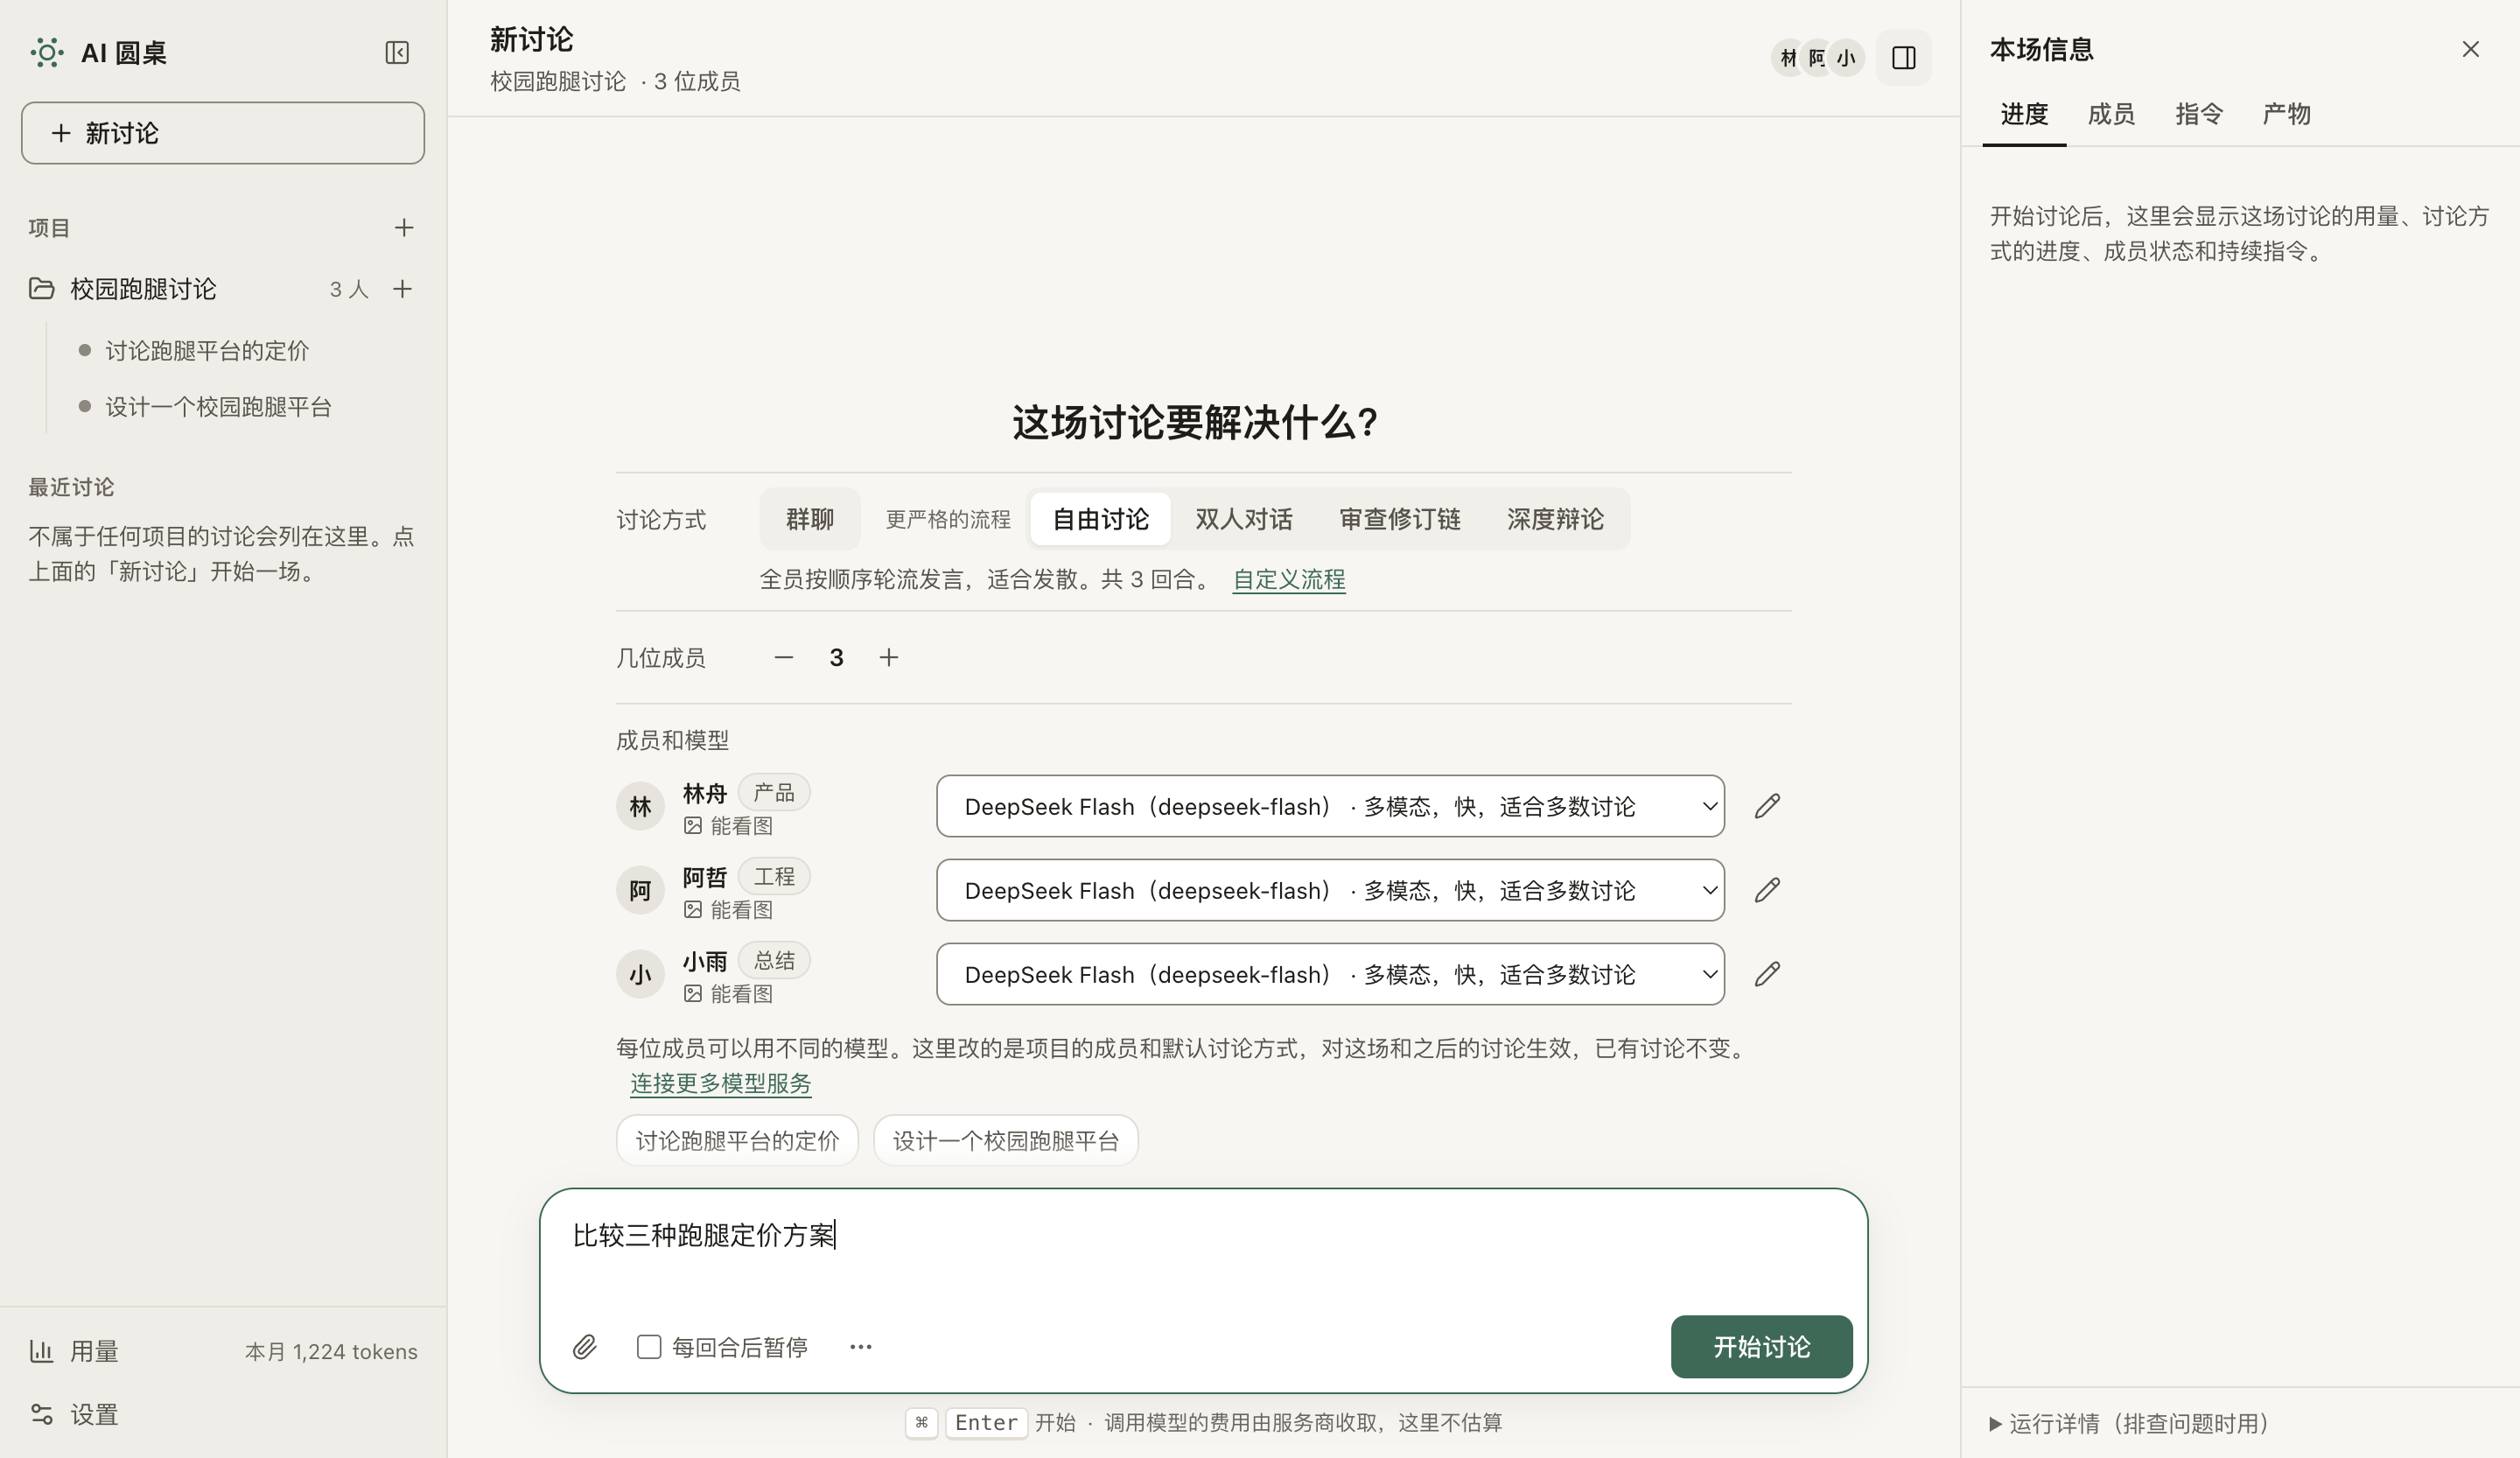 AI 圆桌
新讨论
项目
校园跑腿讨论 3 人
讨论跑腿平台的定价
设计一个校园跑腿平台
最近讨论
不属于任何项目的讨论会列在这里。点
上面的「新讨论」开始一场。
用量 本月 1,224 tokens
设置
新讨论
校园跑腿讨论 · 3 位成员
林 阿 小
这场讨论要解决什么?
讨论方式 群聊 更严格的流程 自由讨论 双人对话 审查修订链 深度辩论
全员按顺序轮流发言，适合发散。共 3 回合。 自定义流程
几位成员 3
成员和模型
林 林舟 产品
能看图
DeepSeek Flash（deepseek-flash） · 多模态，快，适合多数讨论
阿 阿哲 工程
能看图
DeepSeek Flash（deepseek-flash） · 多模态，快，适合多数讨论
小 小雨 总结
能看图
DeepSeek Flash（deepseek-flash） · 多模态，快，适合多数讨论
每位成员可以用不同的模型。这里改的是项目的成员和默认讨论方式，对这场和之后的讨论生效，已有讨论不变。
连接更多模型服务
讨论跑腿平台的定价 设计一个校园跑腿平台
比较三种跑腿定价方案
每回合后暂停 ··· 开始讨论
⌘ Enter 开始 · 调用模型的费用由服务商收取，这里不估算
本场信息
进度 成员 指令 产物
开始讨论后，这里会显示这场讨论的用量、讨论方
式的进度、成员状态和持续指令。
运行详情（排查问题时用）